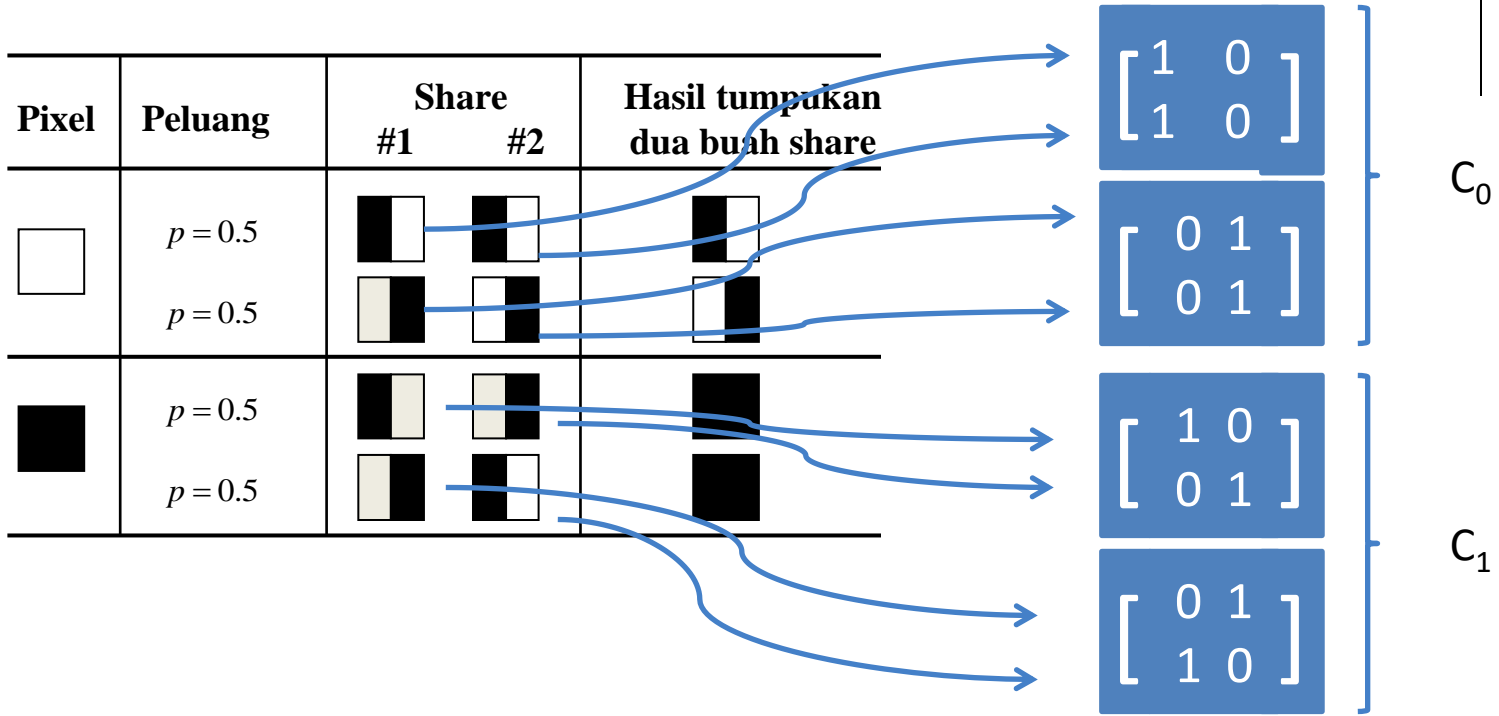 Pixel Peluang Share Hasil tumpukan
#1 #2 dua buah share
p = 0.5
p = 0.5
p = 0.5
p = 0.5
[ 1 0
1 0 ]
[ 0 1
0 1 ]
C₀
[ 1 0
0 1 ]
[ 0 1
1 0 ]
C₁